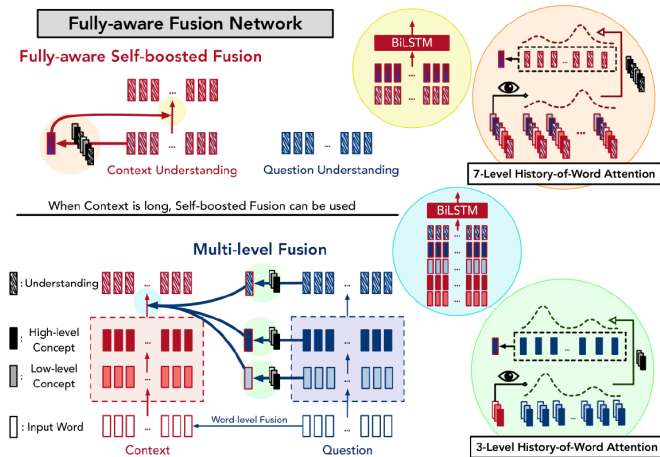 Fully-aware Fusion Network
Fully-aware Self-boosted Fusion
BiLSTM
...
...
...
...
...
...
...
Context Understanding
Question Understanding
7-Level History-of-Word Attention
When Context is long, Self-boosted Fusion can be used
BiLSTM
Multi-level Fusion
: Understanding
: High-level
Concept
: Low-level
Concept
: Input Word
Word-level Fusion
Context
Question
3-Level History-of-Word Attention